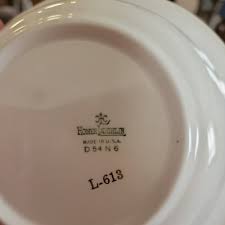 HOMER LAUGHLIN
MADE IN U.S.A.
D 54 N 6
L-613